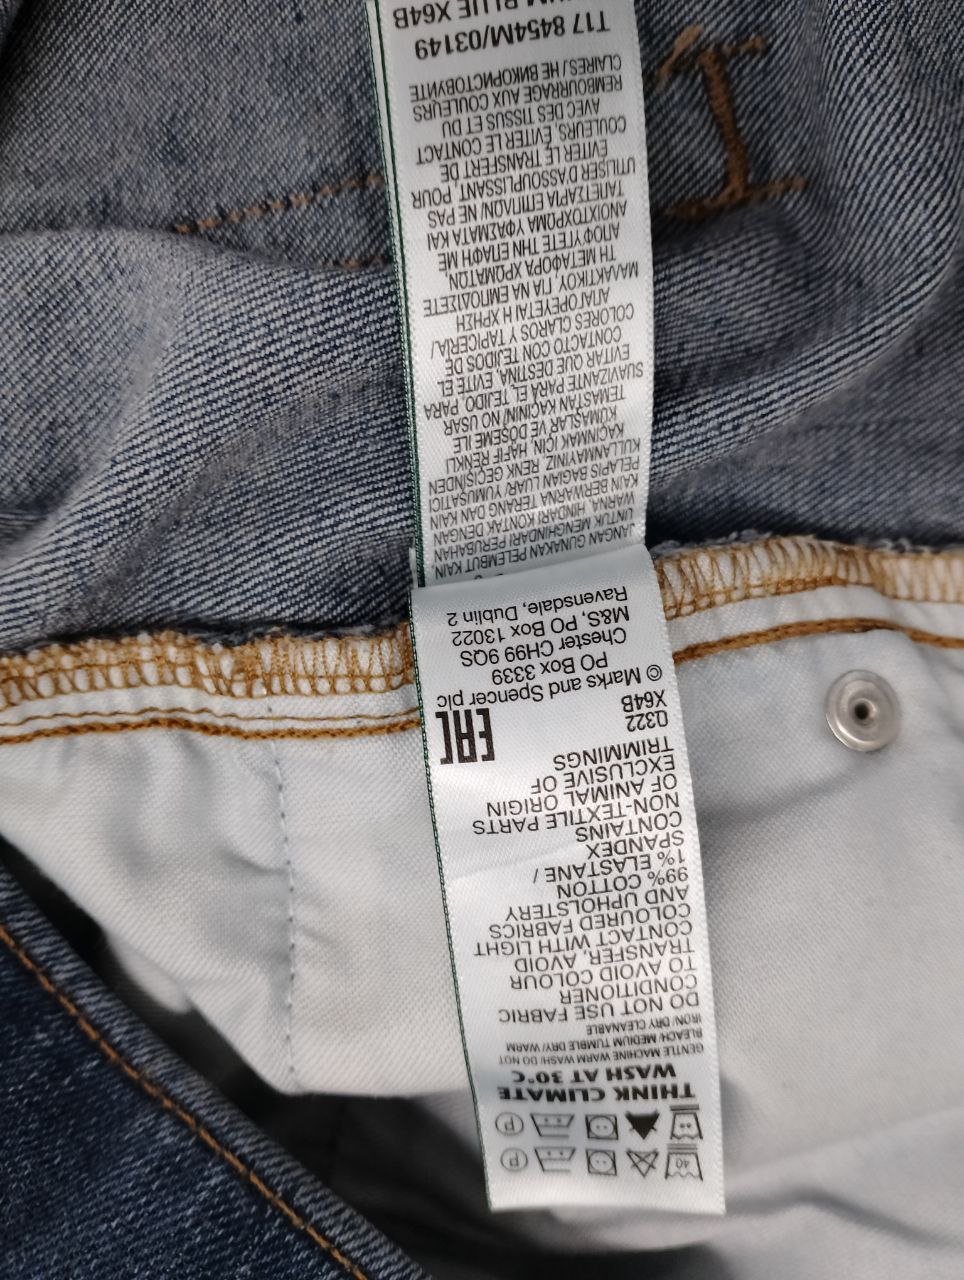 40 P
P
THINK CLIMATE
WASH AT 30°C
GENTLE MACHINE WARM WASH/ DO NOT
BLEACH/ MEDIUM TUMBLE DRY/ WARM
IRON/ DRY CLEANABLE
DO NOT USE FABRIC
CONDITIONER
TO AVOID COLOUR
TRANSFER, AVOID
CONTACT WITH LIGHT
COLOURED FABRICS
AND UPHOLSTERY
99% COTTON
1% ELASTANE /
SPANDEX
CONTAINS
NON-TEXTILE PARTS
OF ANIMAL ORIGIN
EXCLUSIVE OF
TRIMMINGS
Q322
X64B
EAC
© Marks and Spencer plc
PO Box 3339
Chester CH99 9QS
M&S, PO Box 13022
Ravensdale, Dublin 2
JANGAN GUNAKAN PELEMBUT KAIN
UNTUK MENGHINDARI PERUBAHAN
WARNA, HINDARI KONTAK DENGAN
KAIN BERWARNA TERANG DAN KAIN
PELAPIS BAGIAN LUAR/ YUMUŞATICI
KULLANMAYINIZ. RENK GEÇİŞİNDEN
KAÇINMAK İÇİN, HAFİF RENKLİ
KUMAŞLAR VE DÖŞEME İLE
TEMASTAN KAÇININ/ NO USAR
SUAVIZANTE PARA EL TEJIDO, PARA
EVITAR QUE DESTIÑA, EVITE EL
CONTACTO CON TEJIDOS DE
COLORES CLAROS Y TAPICERÍA/
ΑΠΑΓΟΡΕΥΕΤΑΙ Η ΧΡΗΣΗ
ΜΑΛΑΚΤΙΚΟΥ. ΓΙΑ ΝΑ ΕΜΠΟΔΙΣΕΤΕ
ΤΗ ΜΕΤΑΦΟΡΑ ΧΡΩΜΑΤΩΝ,
ΑΠΟΦΥΓΕΤΕ ΤΗΝ ΕΠΑΦΗ ΜΕ
ΑΝΟΙΧΤΟΧΡΩΜΑ ΥΦΑΣΜΑΤΑ ΚΑΙ
ΤΑΠΕΤΣΑΡΙΑ ΕΠΙΠΛΩΝ/ NE PAS
UTILISER D'ASSOUPLISSANT, POUR
ÉVITER LE TRANSFERT DE
COULEURS, ÉVITER LE CONTACT
AVEC DES TISSUS ET DU
REMBOURRAGE AUX COULEURS
CLAIRES./ НЕ ВИКОРИСТОВУЙТЕ
T17 8454M/03149
BLUE X64B